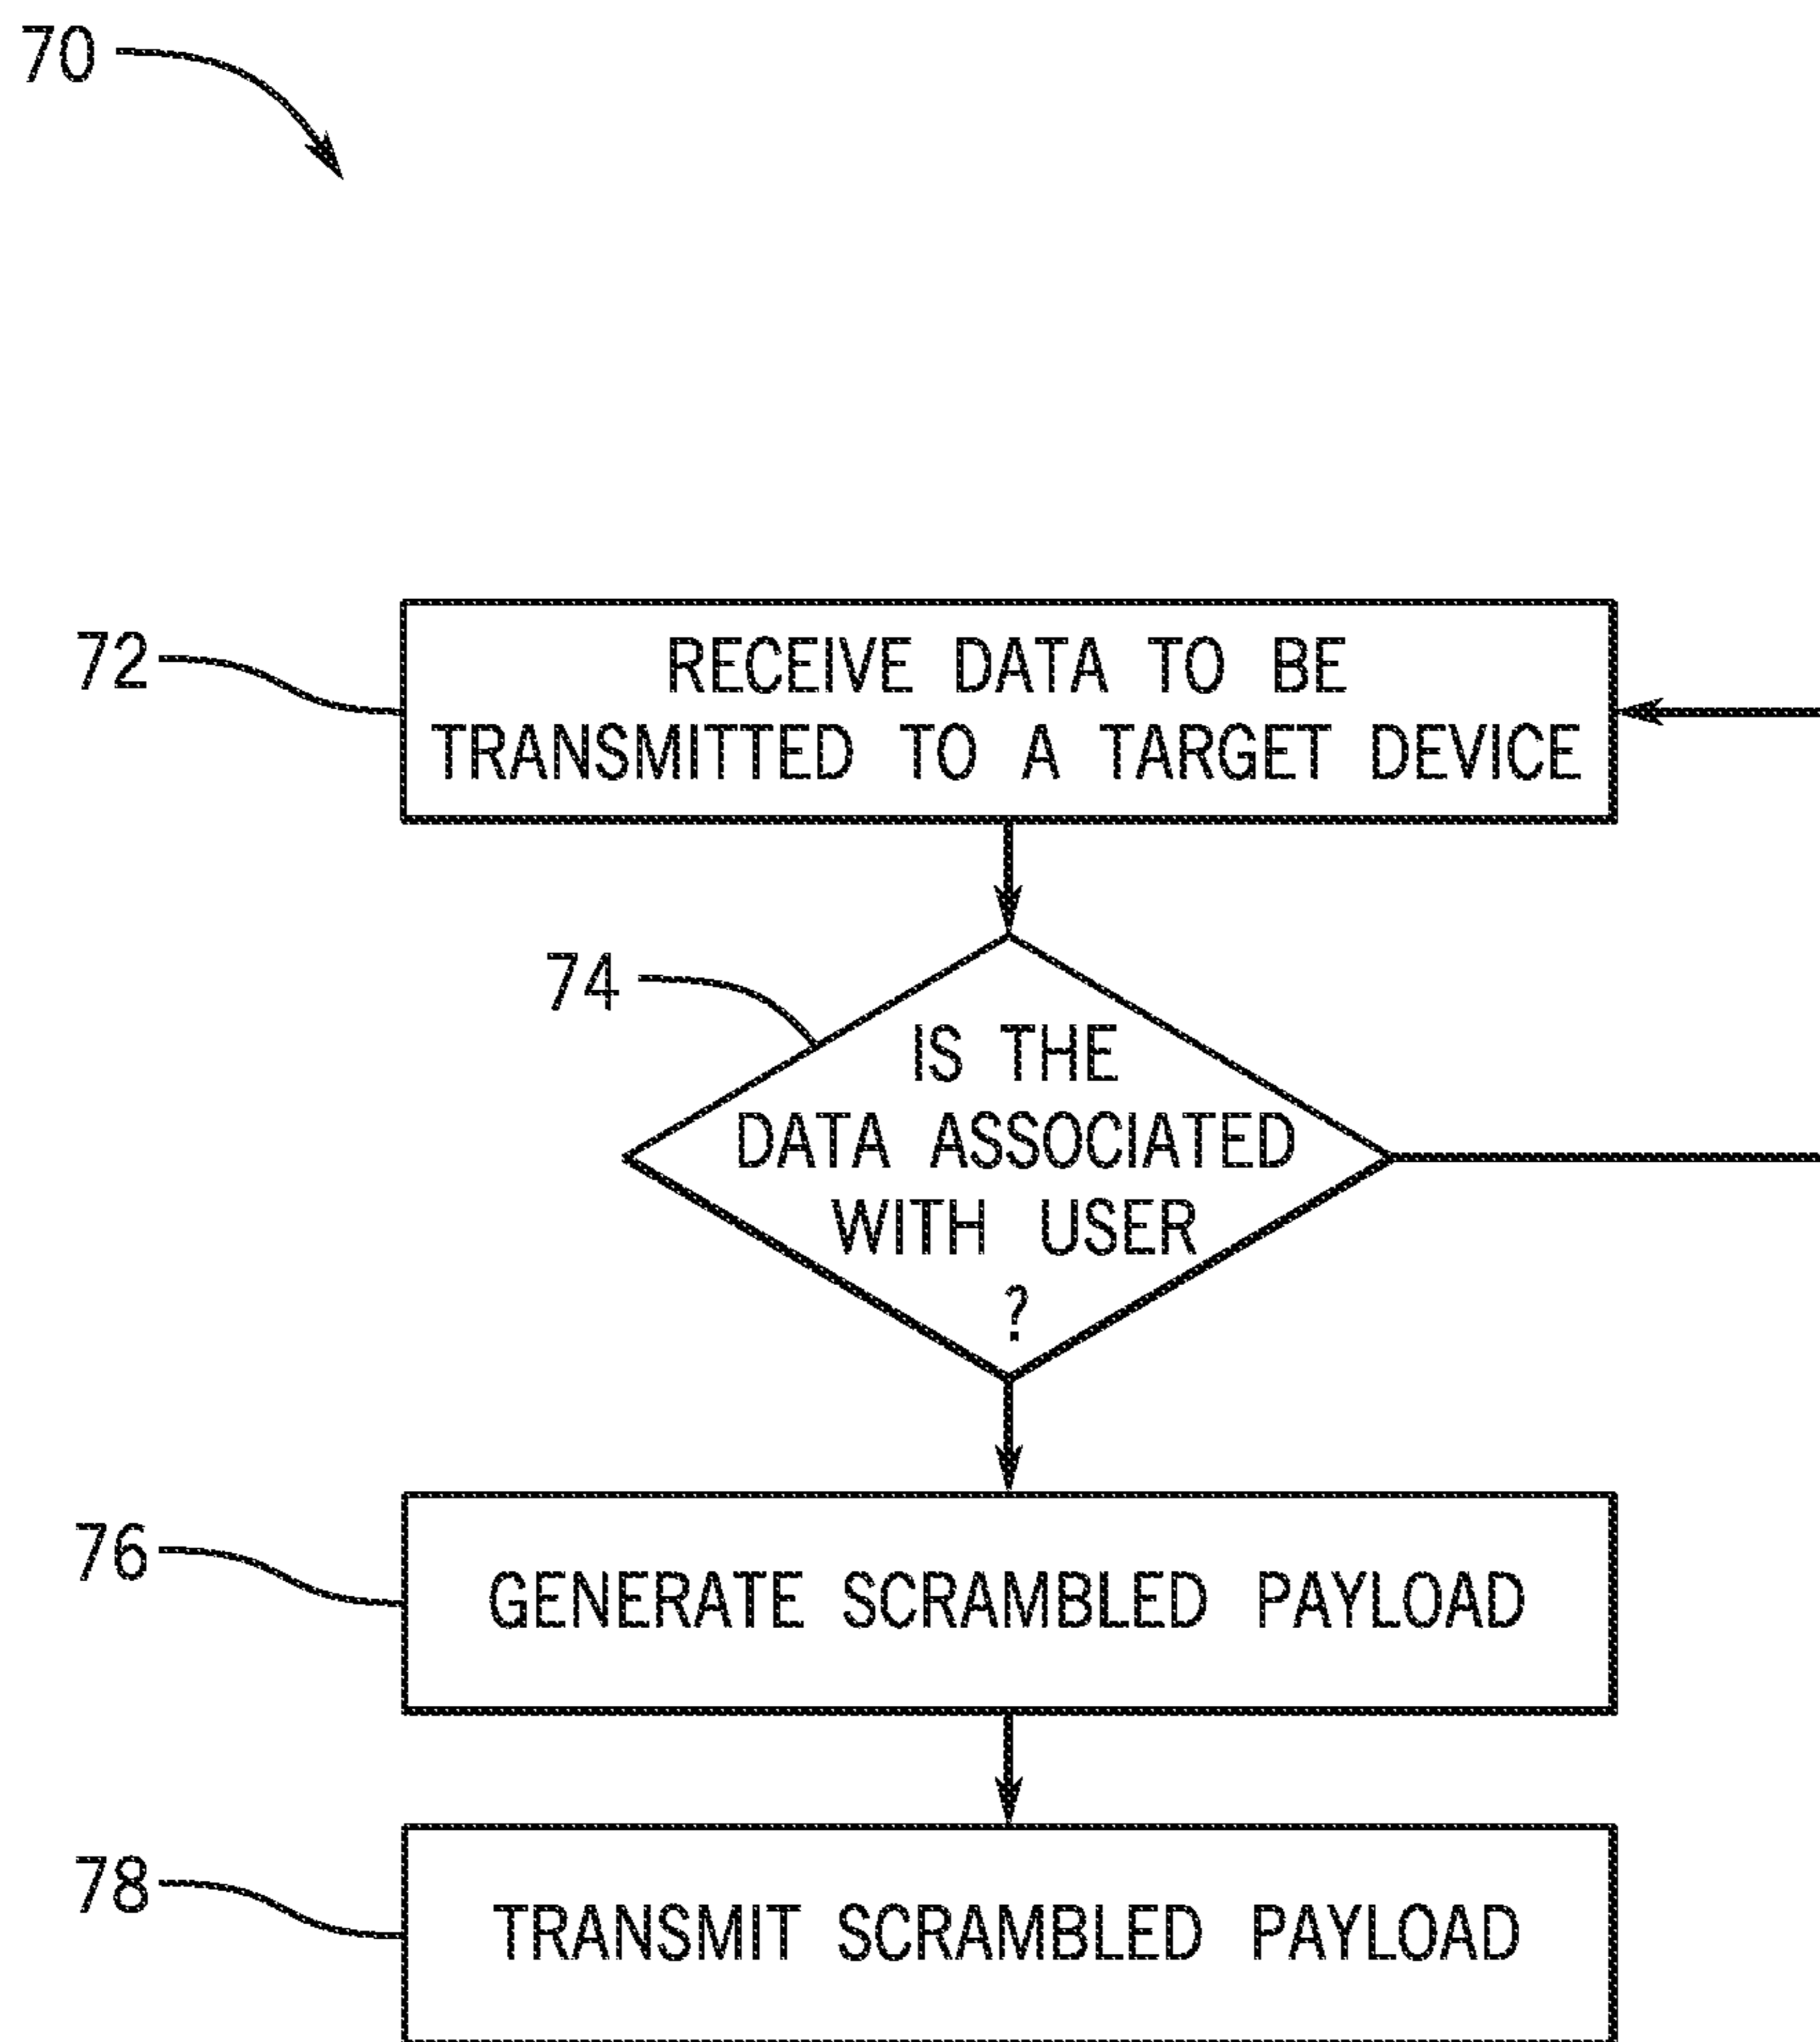 70
72
RECEIVE DATA TO BE
TRANSMITTED TO A TARGET DEVICE
74
IS THE
DATA ASSOCIATED
WITH USER
?
76
GENERATE SCRAMBLED PAYLOAD
78
TRANSMIT SCRAMBLED PAYLOAD